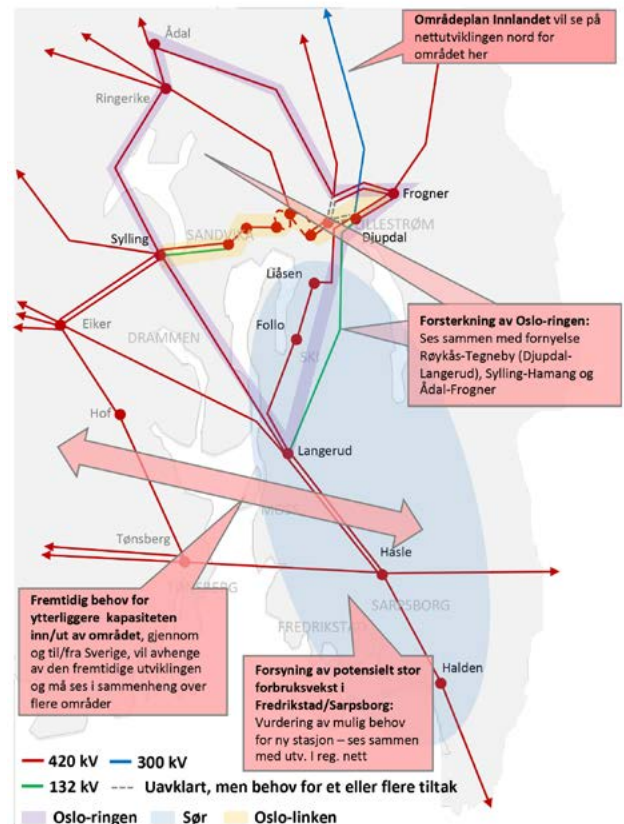 Områdeplan Innlandet vil se på
nettutviklingen nord for
området her
Ådal
Ringerike
Frogner
LILLESTRØM
Djupdal
SANDVIKA
Sylling
Liåsen
Follo
SKI
Eiker
DRAMMEN
Forsterkning av Oslo-ringen:
Ses sammen med fornyelse
Røykås-Tegneby (Djupdal-
Langerud), Sylling-Hamang og
Ådal-Frogner
Hof
Langerud
MOSS
Tønsberg
TØNSBERG
Hasle
SARPSBORG
FREDRIKSTAD
Halden
Fremtidig behov for
ytterliggere kapasiteten
inn/ut av området, gjennom
og til/fra Sverige, vil avhenge
av den fremtidige utviklingen
og må ses i sammenheng over
flere områder
Forsyning av potensielt stor
forbruksvekst i
Fredrikstad/Sarpsborg:
Vurdering av mulig behov
for ny stasjon – ses sammen
med utv. I reg. nett
420 kV 300 kV
132 kV Uavklart, men behov for et eller flere tiltak
Oslo-ringen Sør Oslo-linken